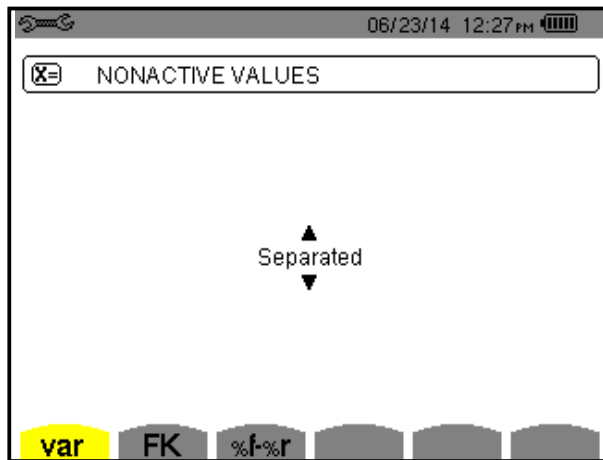 06/23/14 12:27PM
X= NONACTIVE VALUES
Separated
var FK %f-%r